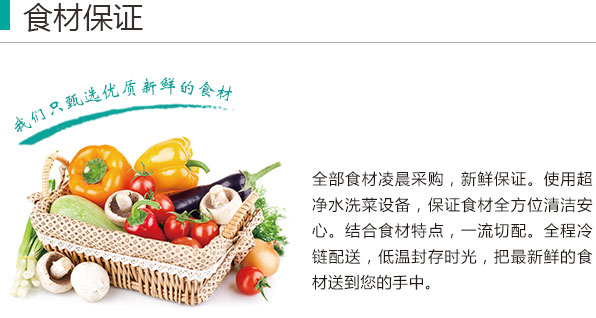 食材保证
我们只甄选优质新鲜的食材
全部食材凌晨采购，新鲜保证。使用超
净水洗菜设备，保证食材全方位清洁安
心。结合食材特点，一流切配。全程冷
链配送，低温封存时光，把最新鲜的食
材送到您的手中。